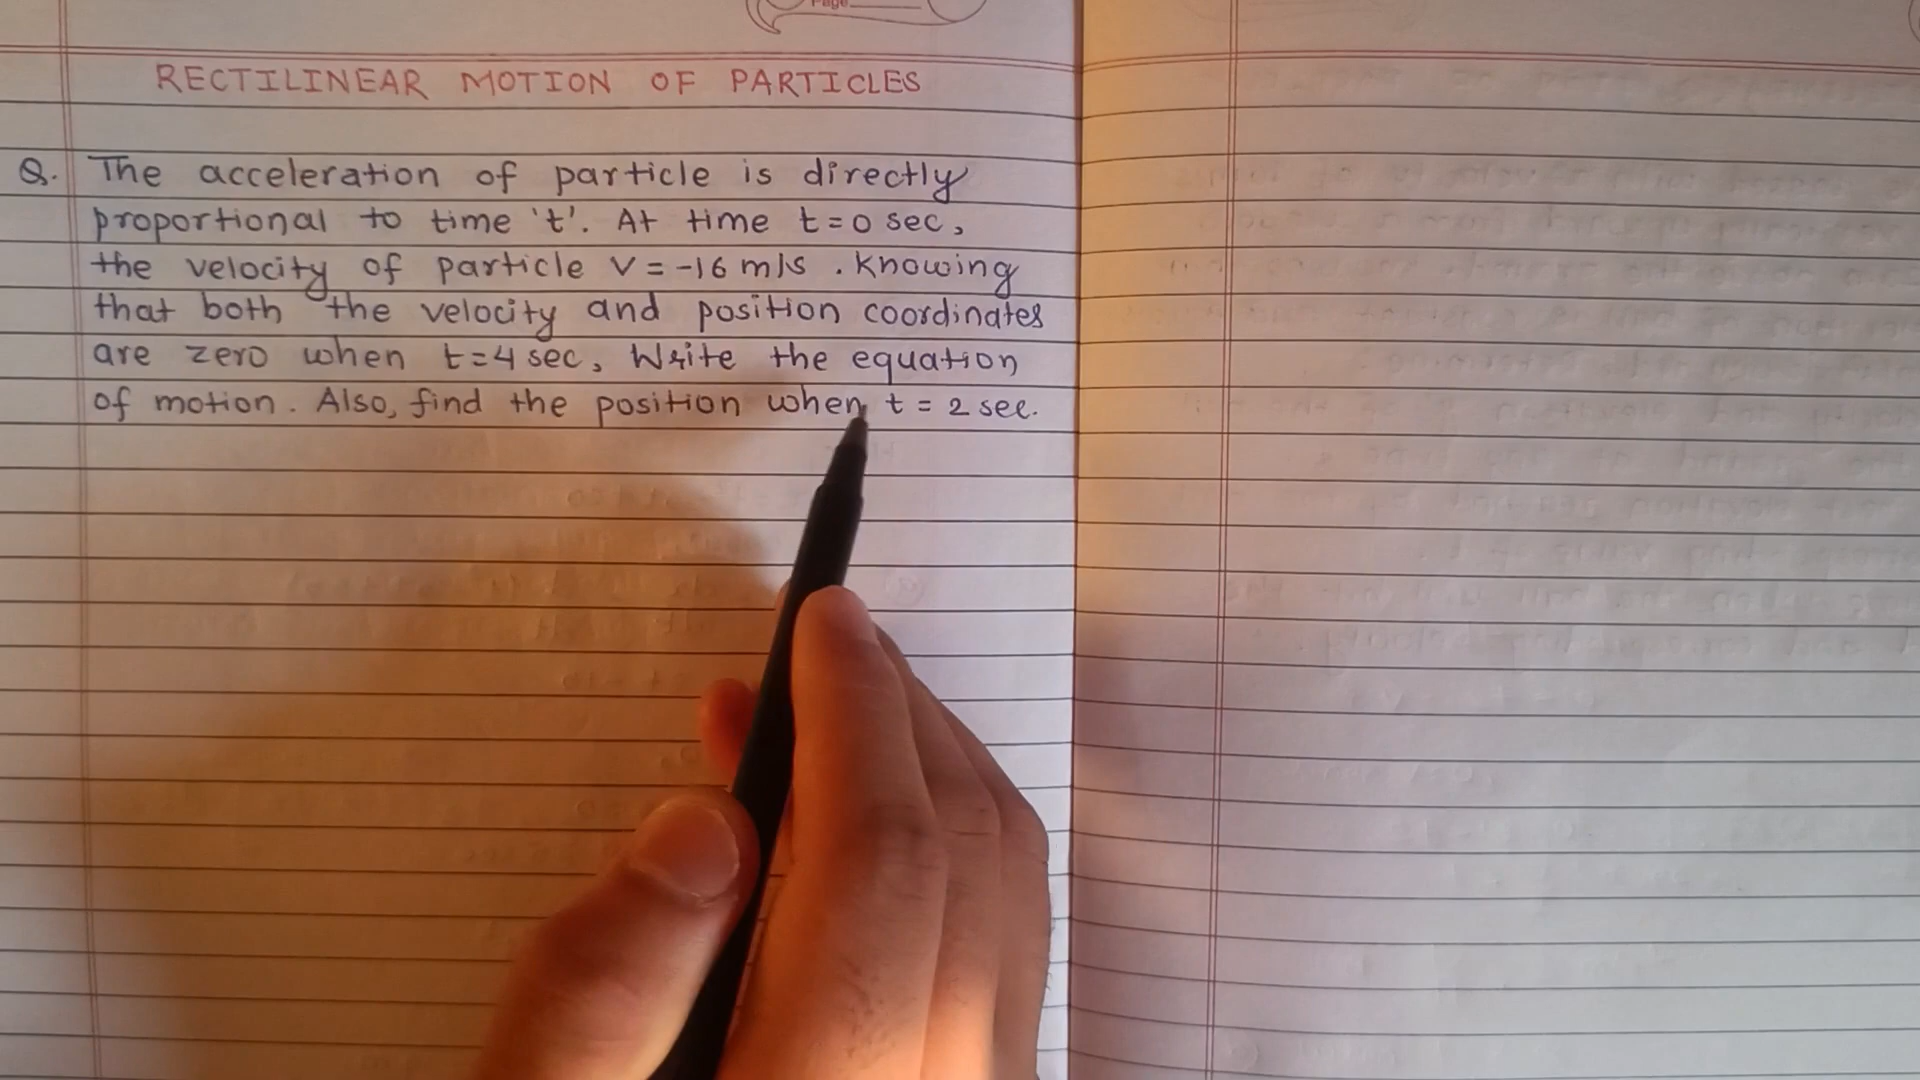 Page
RECTILINEAR MOTION OF PARTICLES
Q. The acceleration of particle is directly
proportional to time 't'. At time t=0 sec,
the velocity of particle v = -16 m/s . Knowing
that both the velocity and position coordinates
are zero when t=4 sec, Write the equation
of motion. Also, find the position when t = 2 sec.